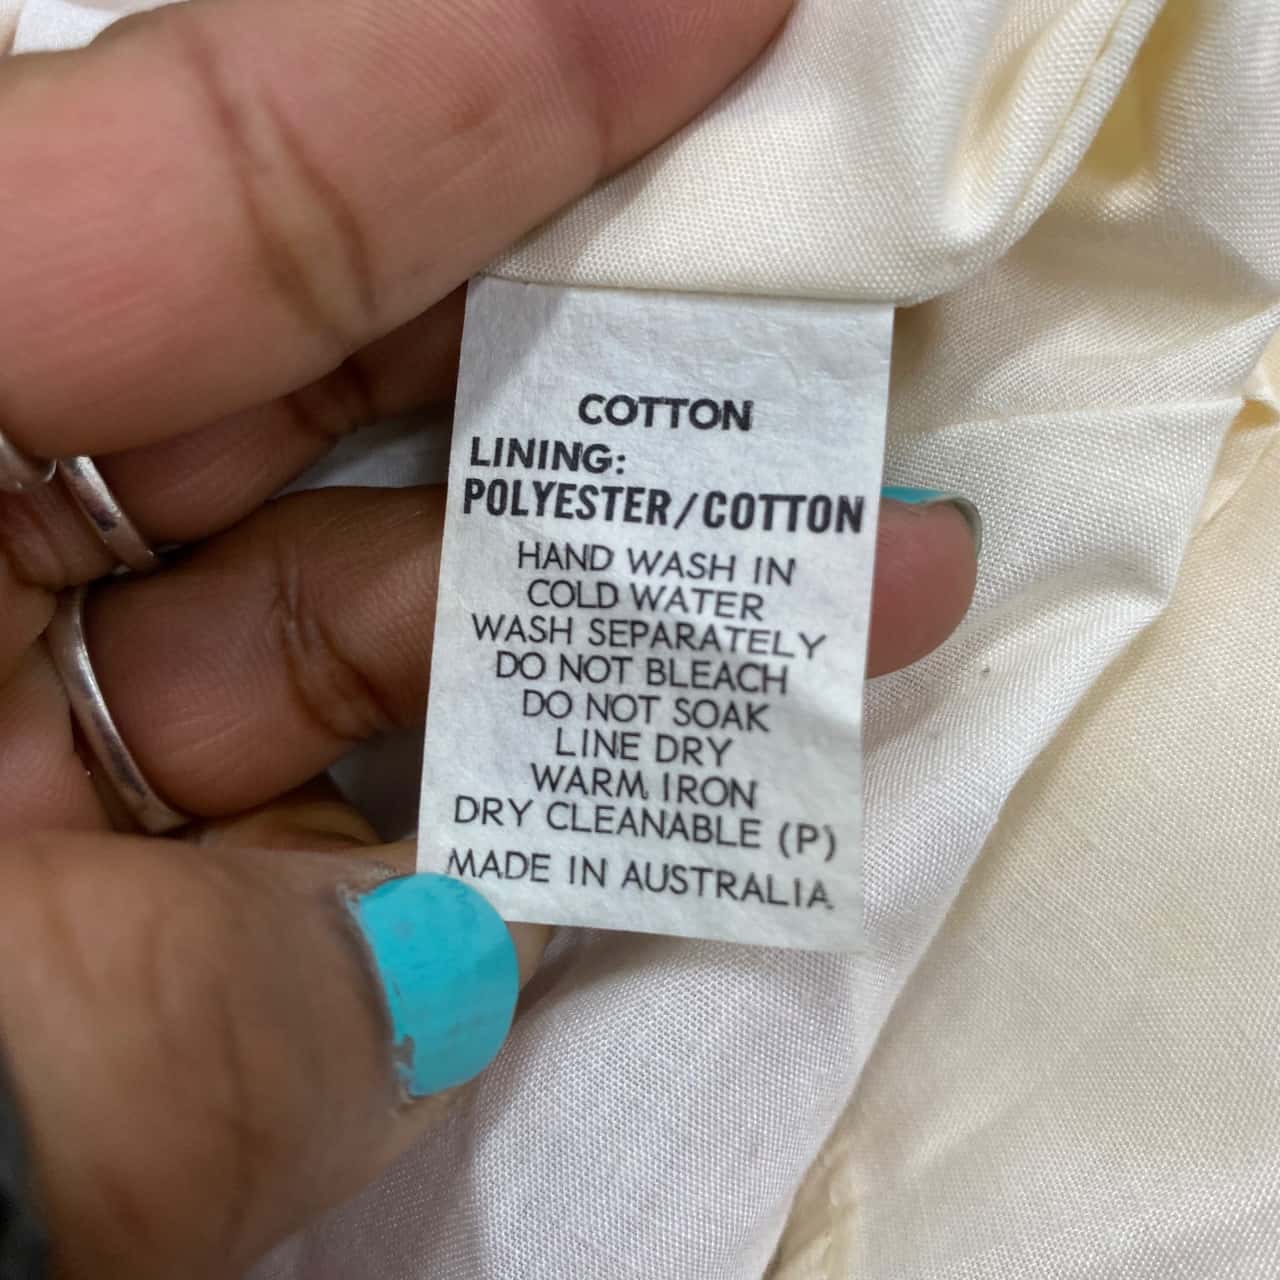 COTTON
LINING:
POLYESTER/COTTON
HAND WASH IN
COLD WATER
WASH SEPARATELY
DO NOT BLEACH
DO NOT SOAK
LINE DRY
WARM IRON
DRY CLEANABLE (P)
MADE IN AUSTRALIA